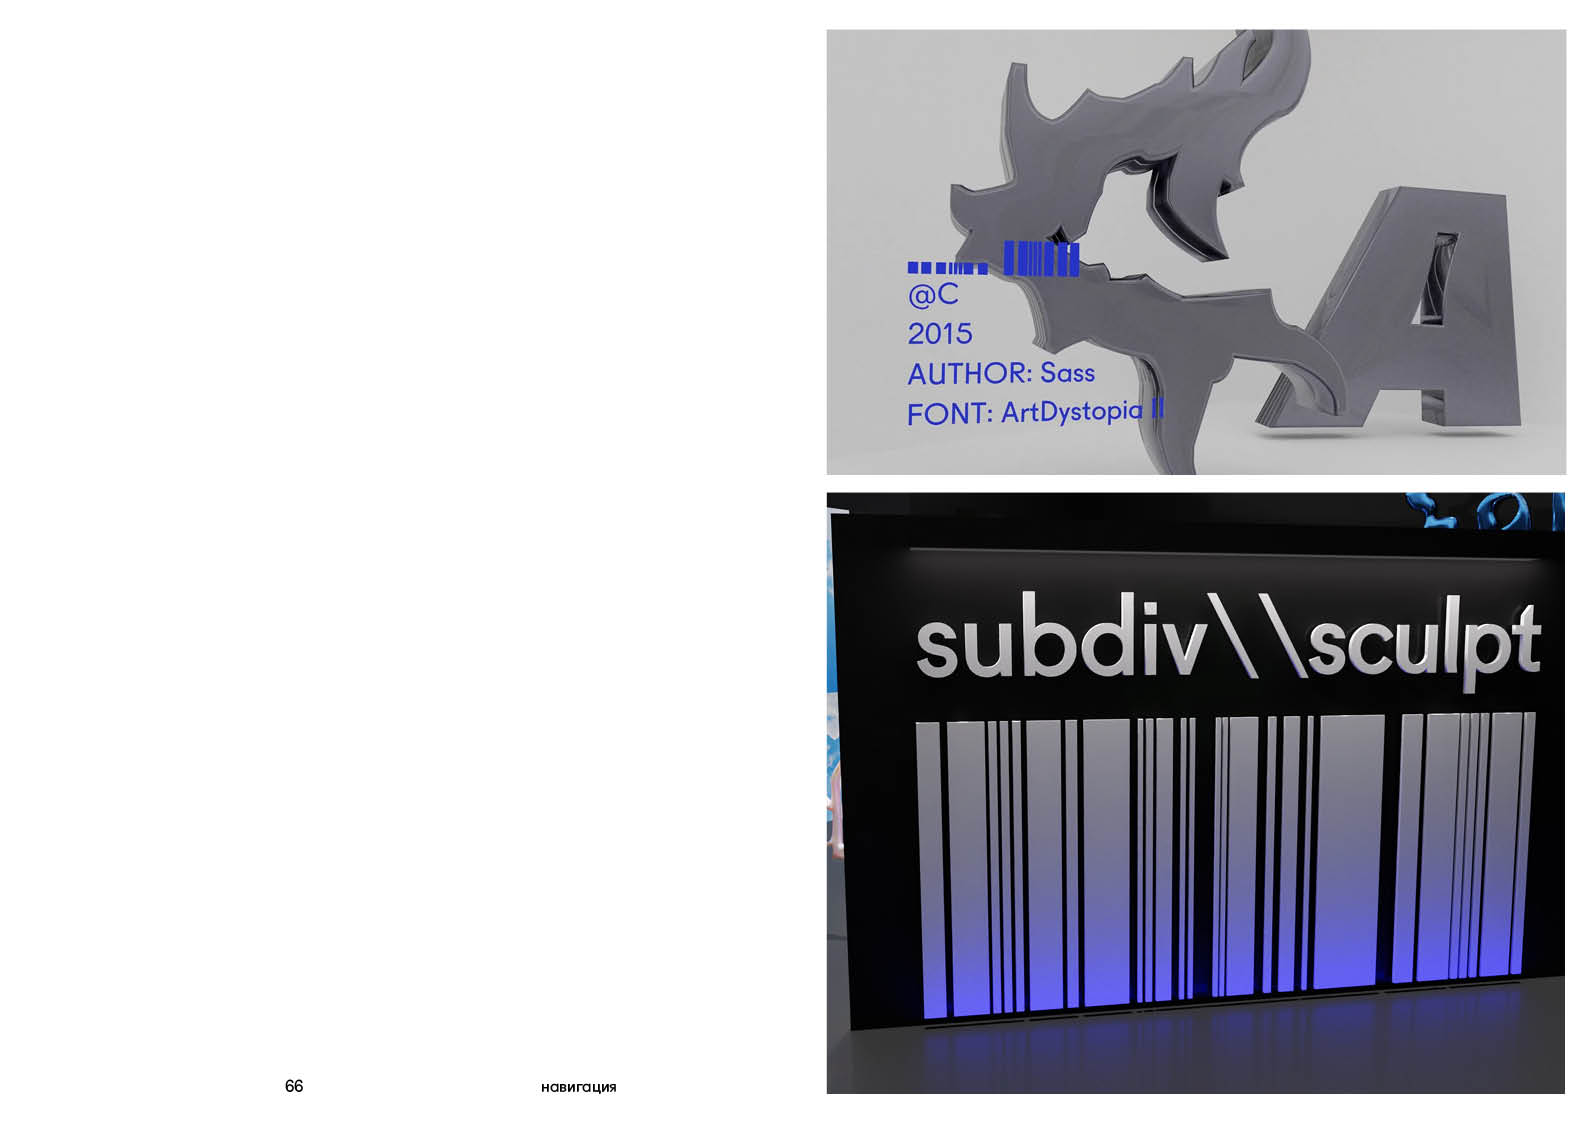 @C
2015
AUTHOR: Sass
FONT: ArtDystopia II
A
subdiv\\sculpt
66
навигация